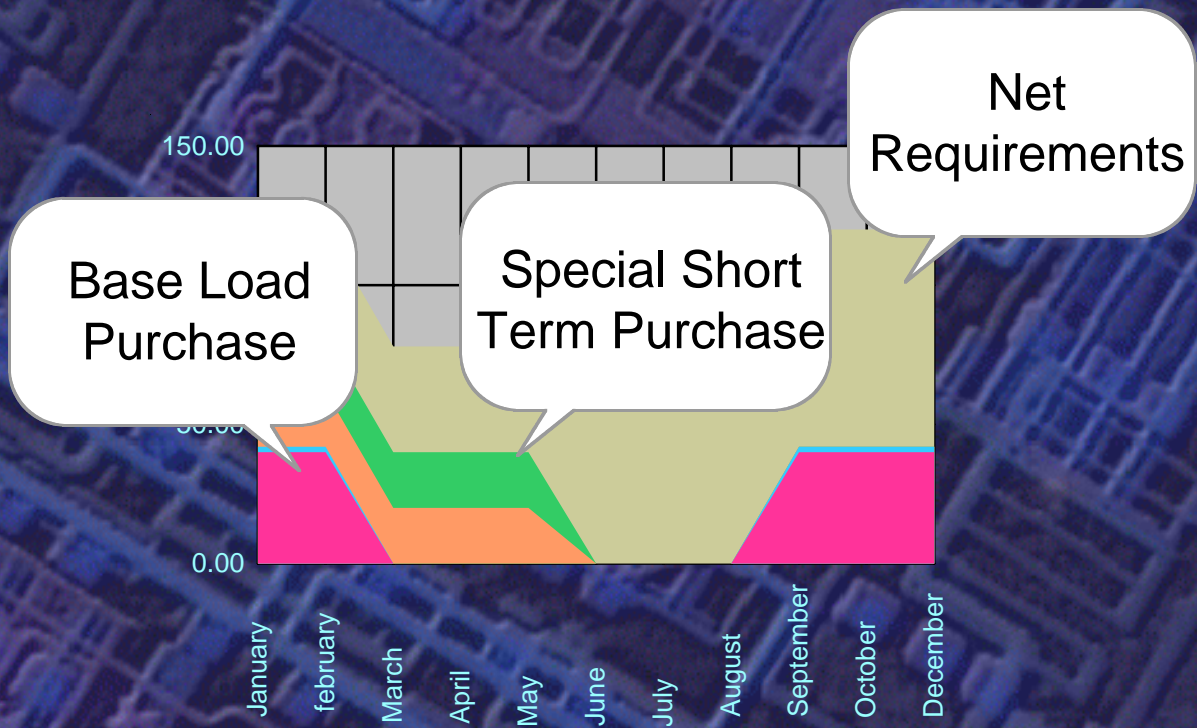 Net
Requirements
150.00
Base Load
Purchase
Special Short
Term Purchase
0.00
January
february
March
April
May
June
July
August
September
October
December